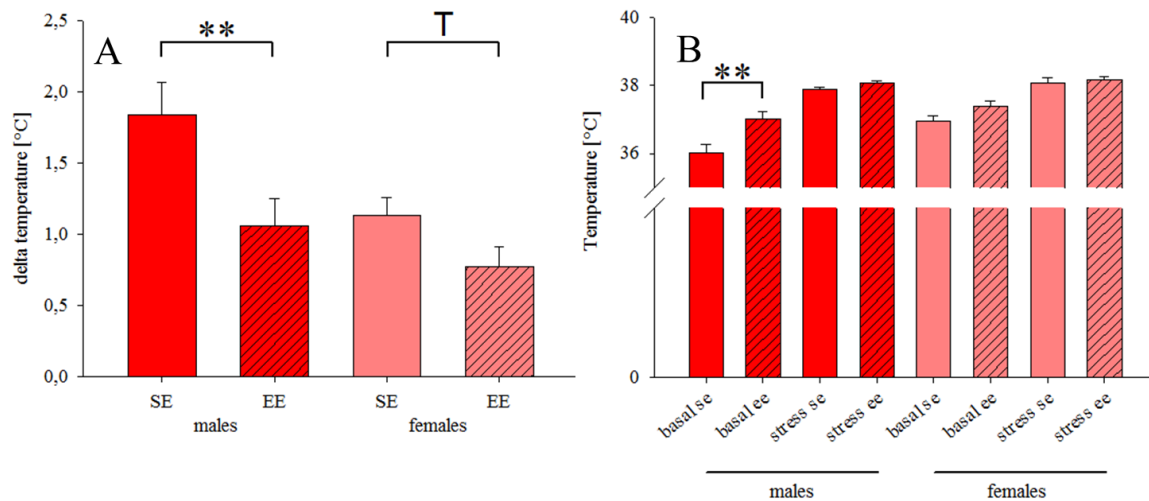 A
**
T
delta temperature [°C]
2,5
2,0
1,5
1,0
0,5
0,0
SE
EE
SE
EE
males
females
B
**
Temperature [°C]
40
38
36
0
basal se
basal ee
stress se
stress ee
basal se
basal ee
stress se
stress ee
males
females